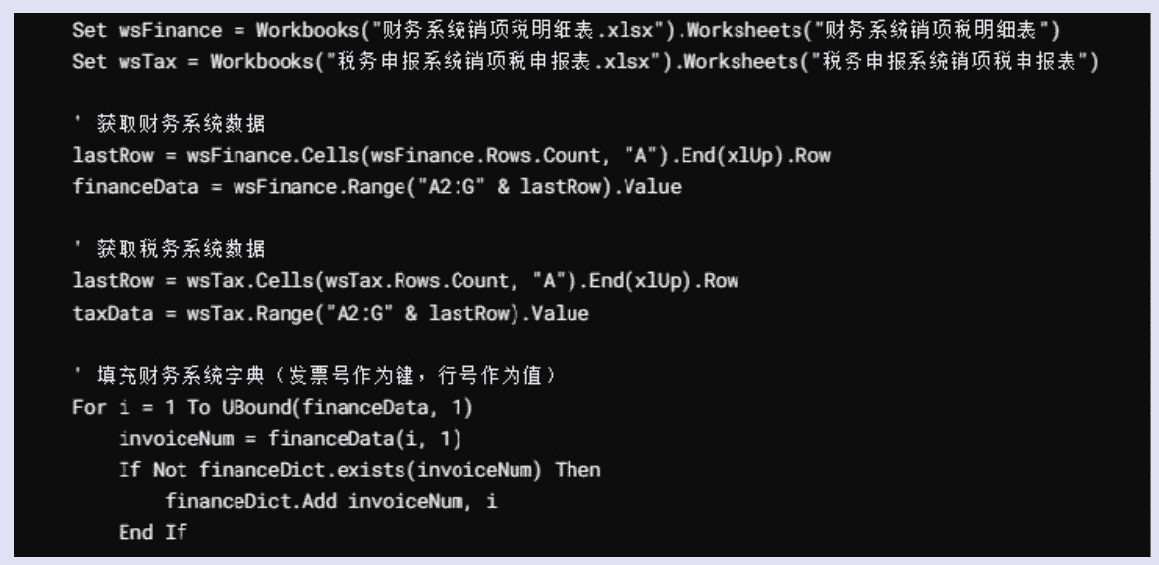 Set wsFinance = Workbooks("财务系统销项税明细表.xlsx").Worksheets("财务系统销项税明细表")
Set wsTax = Workbooks("税务申报系统销项税申报表.xlsx").Worksheets("税务申报系统销项税申报表")
' 获取财务系统数据
lastRow = wsFinance.Cells(wsFinance.Rows.Count, "A").End(xlUp).Row
financeData = wsFinance.Range("A2:G" & lastRow).Value
' 获取税务系统数据
lastRow = wsTax.Cells(wsTax.Rows.Count, "A").End(xlUp).Row
taxData = wsTax.Range("A2:G" & lastRow).Value
' 填充财务系统字典（发票号作为键，行号作为值）
For i = 1 To UBound(financeData, 1)
invoiceNum = financeData(i, 1)
If Not financeDict.exists(invoiceNum) Then
financeDict.Add invoiceNum, i
End If